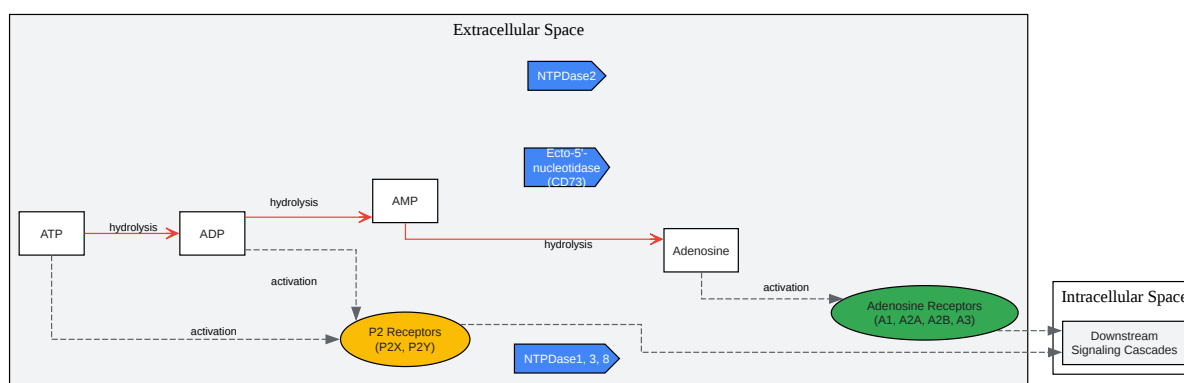 Extracellular Space
NTPDase2
Ecto-5'-
nucleotidase
(CD73)
AMP
hydrolysis
ATP
hydrolysis
ADP
hydrolysis
Adenosine
activation
activation
Adenosine Receptors
(A1, A2A, A2B, A3)
Intracellular Space
activation
P2 Receptors
(P2X, P2Y)
NTPDase1, 3, 8
Downstream
Signaling Cascades